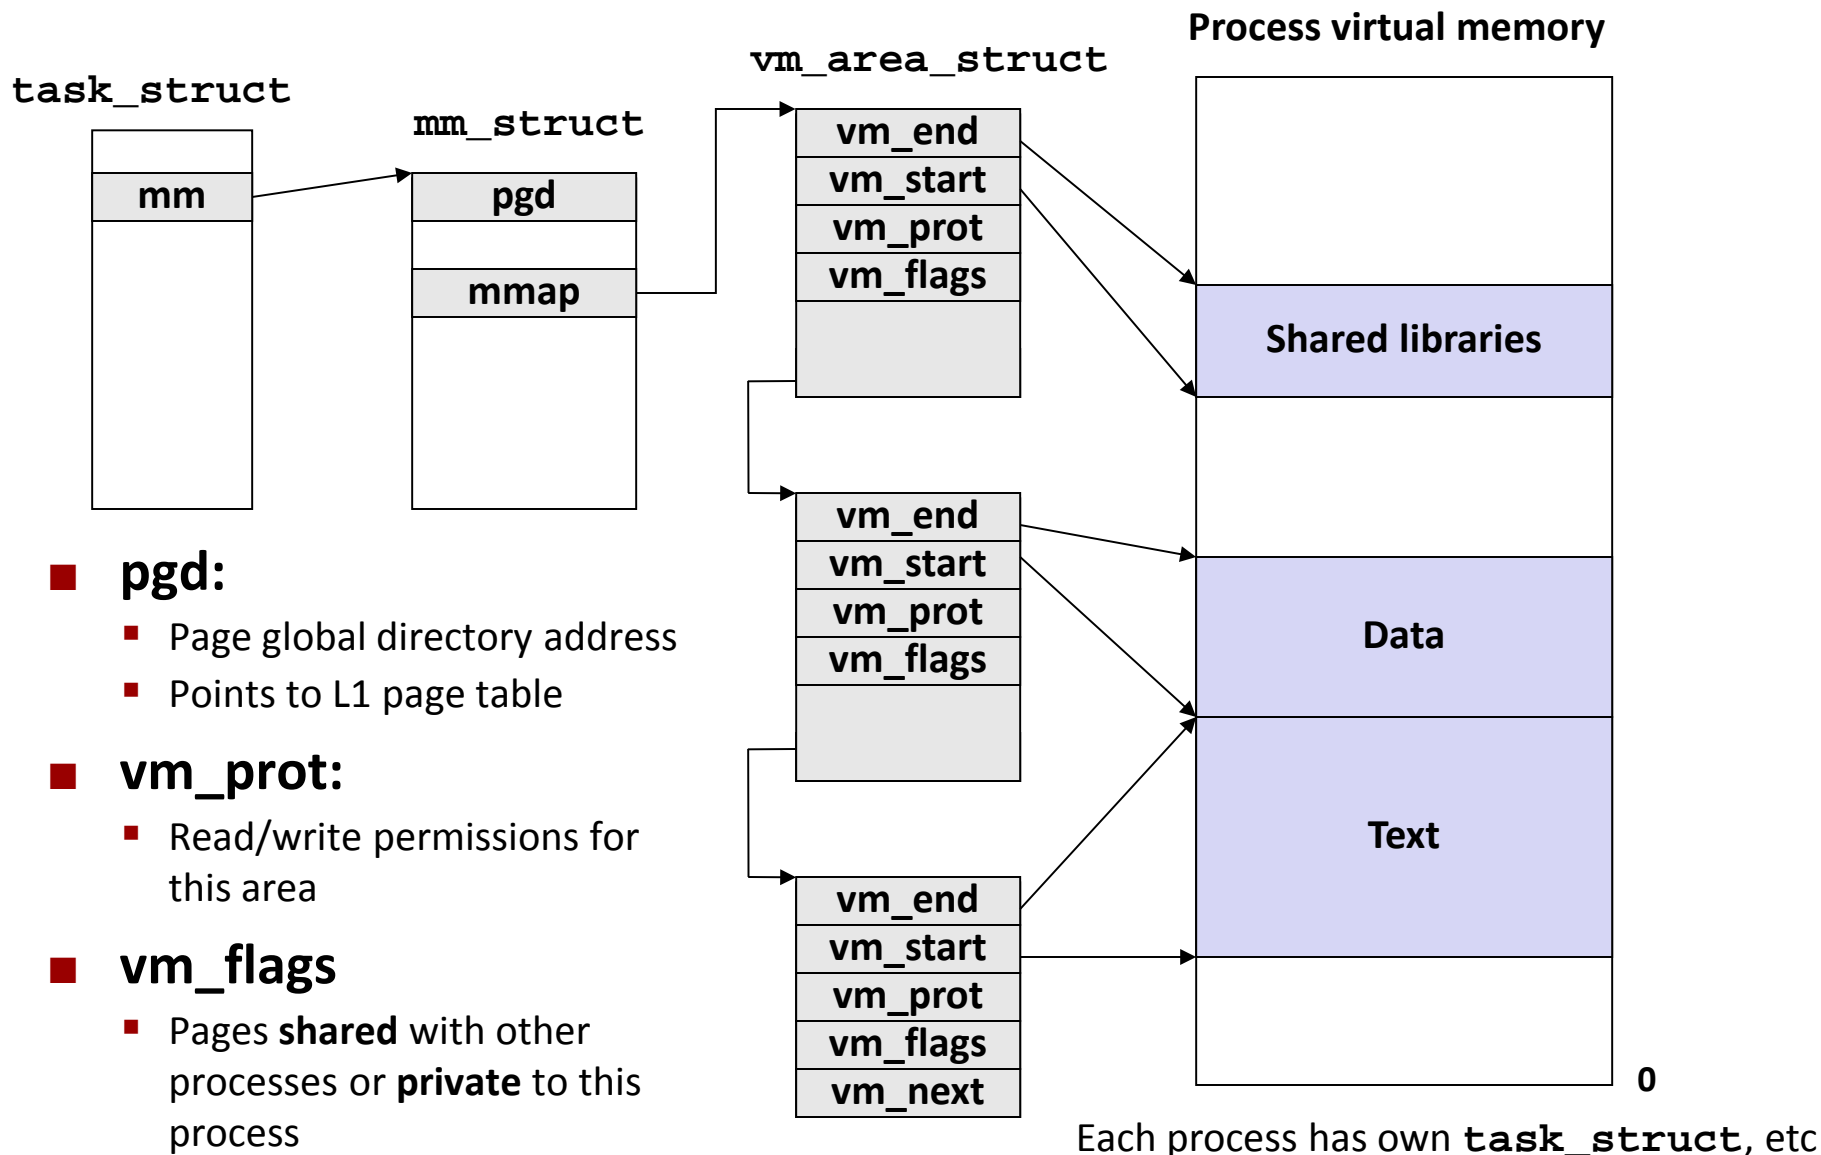 Process virtual memory
vm_area_struct
task_struct
mm_struct
mm
pgd
mmap
vm_end
vm_start
vm_prot
vm_flags
vm_end
vm_start
vm_prot
vm_flags
vm_end
vm_start
vm_prot
vm_flags
vm_next
Shared libraries
Data
Text
0
pgd:
Page global directory address
Points to L1 page table
vm_prot:
Read/write permissions for
this area
vm_flags
Pages shared with other
processes or private to this
process
Each process has own task_struct, etc